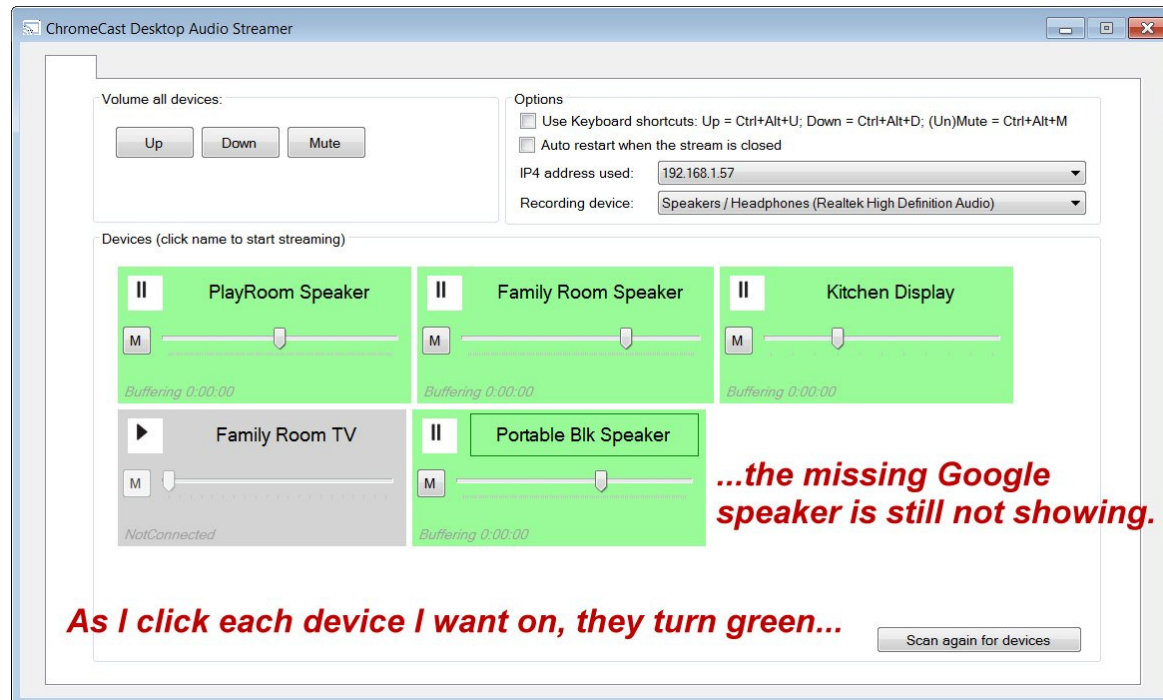 ChromeCast Desktop Audio Streamer
Volume all devices:
Up
Down
Mute
Options
Use Keyboard shortcuts: Up = Ctrl+Alt+U; Down = Ctrl+Alt+D; (Un)Mute = Ctrl+Alt+M
Auto restart when the stream is closed
IP4 address used:
192.168.1.57
Recording device:
Speakers / Headphones (Realtek High Definition Audio)
Devices (click name to start streaming)
PlayRoom Speaker
M
Buffering 0:00:00
Family Room Speaker
M
Buffering 0:00:00
Kitchen Display
M
Buffering 0:00:00
Family Room TV
M
NotConnected
Portable Blk Speaker
M
Buffering 0:00:00
...the missing Google
speaker is still not showing.
As I click each device I want on, they turn green...
Scan again for devices